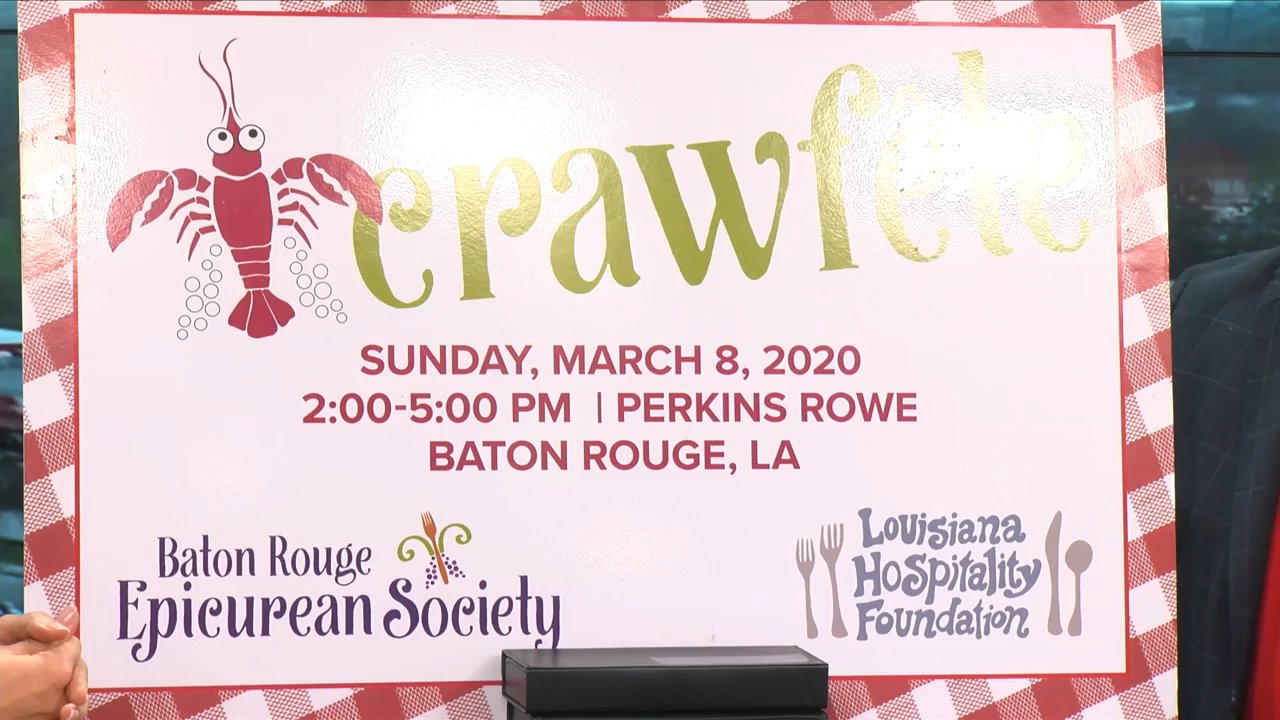 crawfête
SUNDAY, MARCH 8, 2020
2:00-5:00 PM | PERKINS ROWE
BATON ROUGE, LA
Baton Rouge
Epicurean Society
Louisiana
Hospitality
Foundation